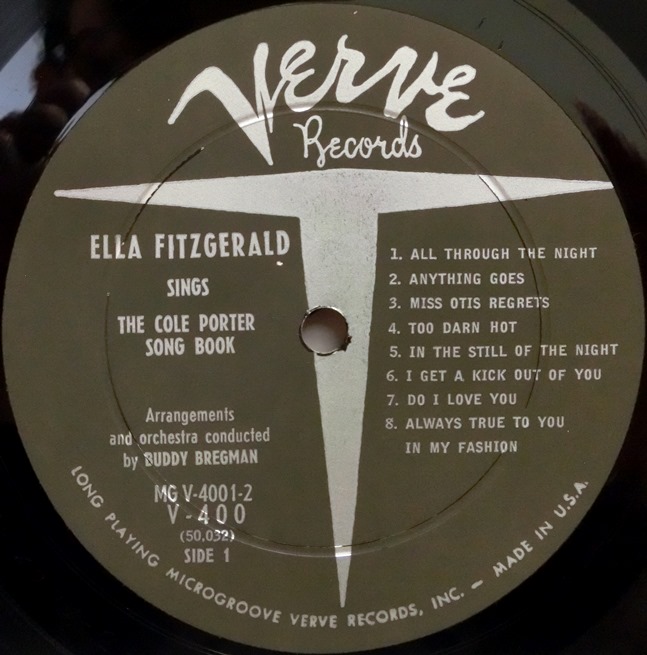 Verve
Records
ELLA FITZGERALD
SINGS
THE COLE PORTER
SONG BOOK
Arrangements
and orchestra conducted
by BUDDY BREGMAN
MG V-4001-2
V-400
(50,032)
SIDE 1
1. ALL THROUGH THE NIGHT
2. ANYTHING GOES
3. MISS OTIS REGRETS
4. TOO DARN HOT
5. IN THE STILL OF THE NIGHT
6. I GET A KICK OUT OF YOU
7. DO I LOVE YOU
8. ALWAYS TRUE TO YOU
IN MY FASHION
LONG PLAYING MICROGROOVE VERVE RECORDS, INC. — MADE IN U.S.A.